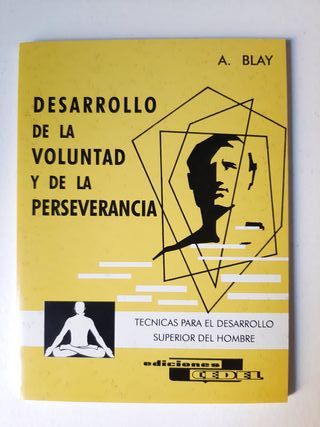 A. BLAY
DESARROLLO
DE LA
VOLUNTAD
Y DE LA
PERSEVERANCIA
TECNICAS PARA EL DESARROLLO
SUPERIOR DEL HOMBRE
ediciones
CEDEL